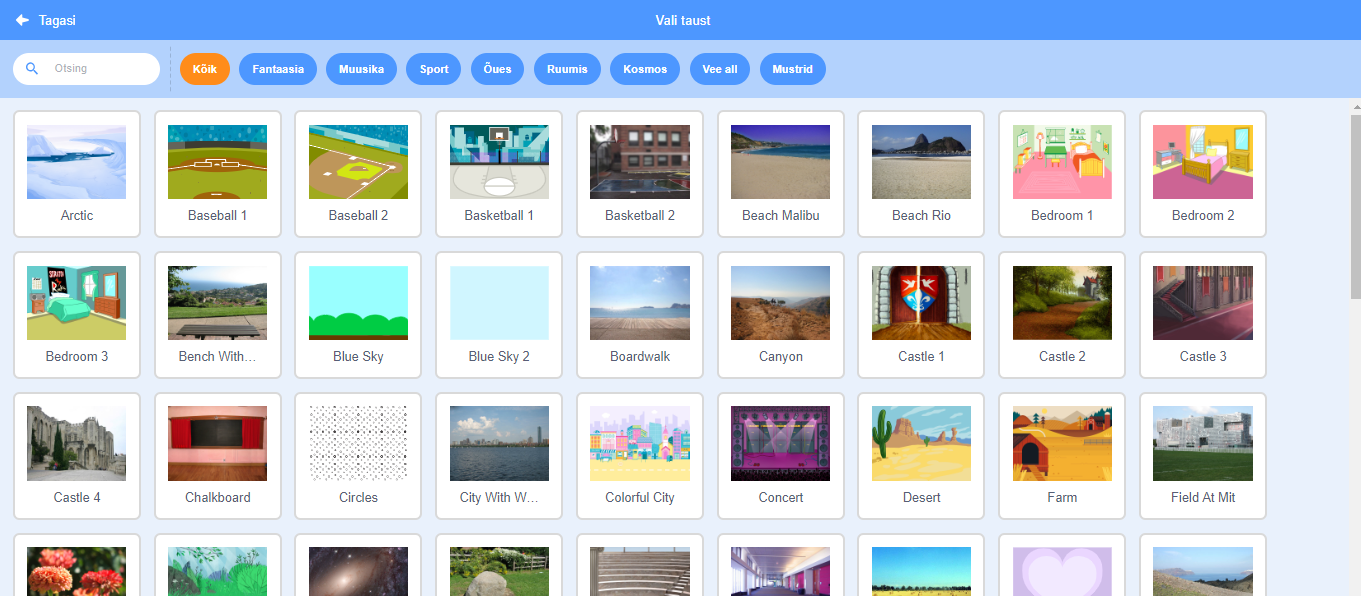 Tagasi
Vali taust
Otsing
Kõik
Fantaasia
Muusika
Sport
Õues
Ruumis
Kosmos
Vee all
Mustrid
Arctic
Baseball 1
Baseball 2
Basketball 1
Basketball 2
Beach Malibu
Beach Rio
Bedroom 1
Bedroom 2
Bedroom 3
Bench With...
Blue Sky
Blue Sky 2
Boardwalk
Canyon
Castle 1
Castle 2
Castle 3
Castle 4
Chalkboard
Circles
City With W...
Colorful City
Concert
Desert
Farm
Field At Mit